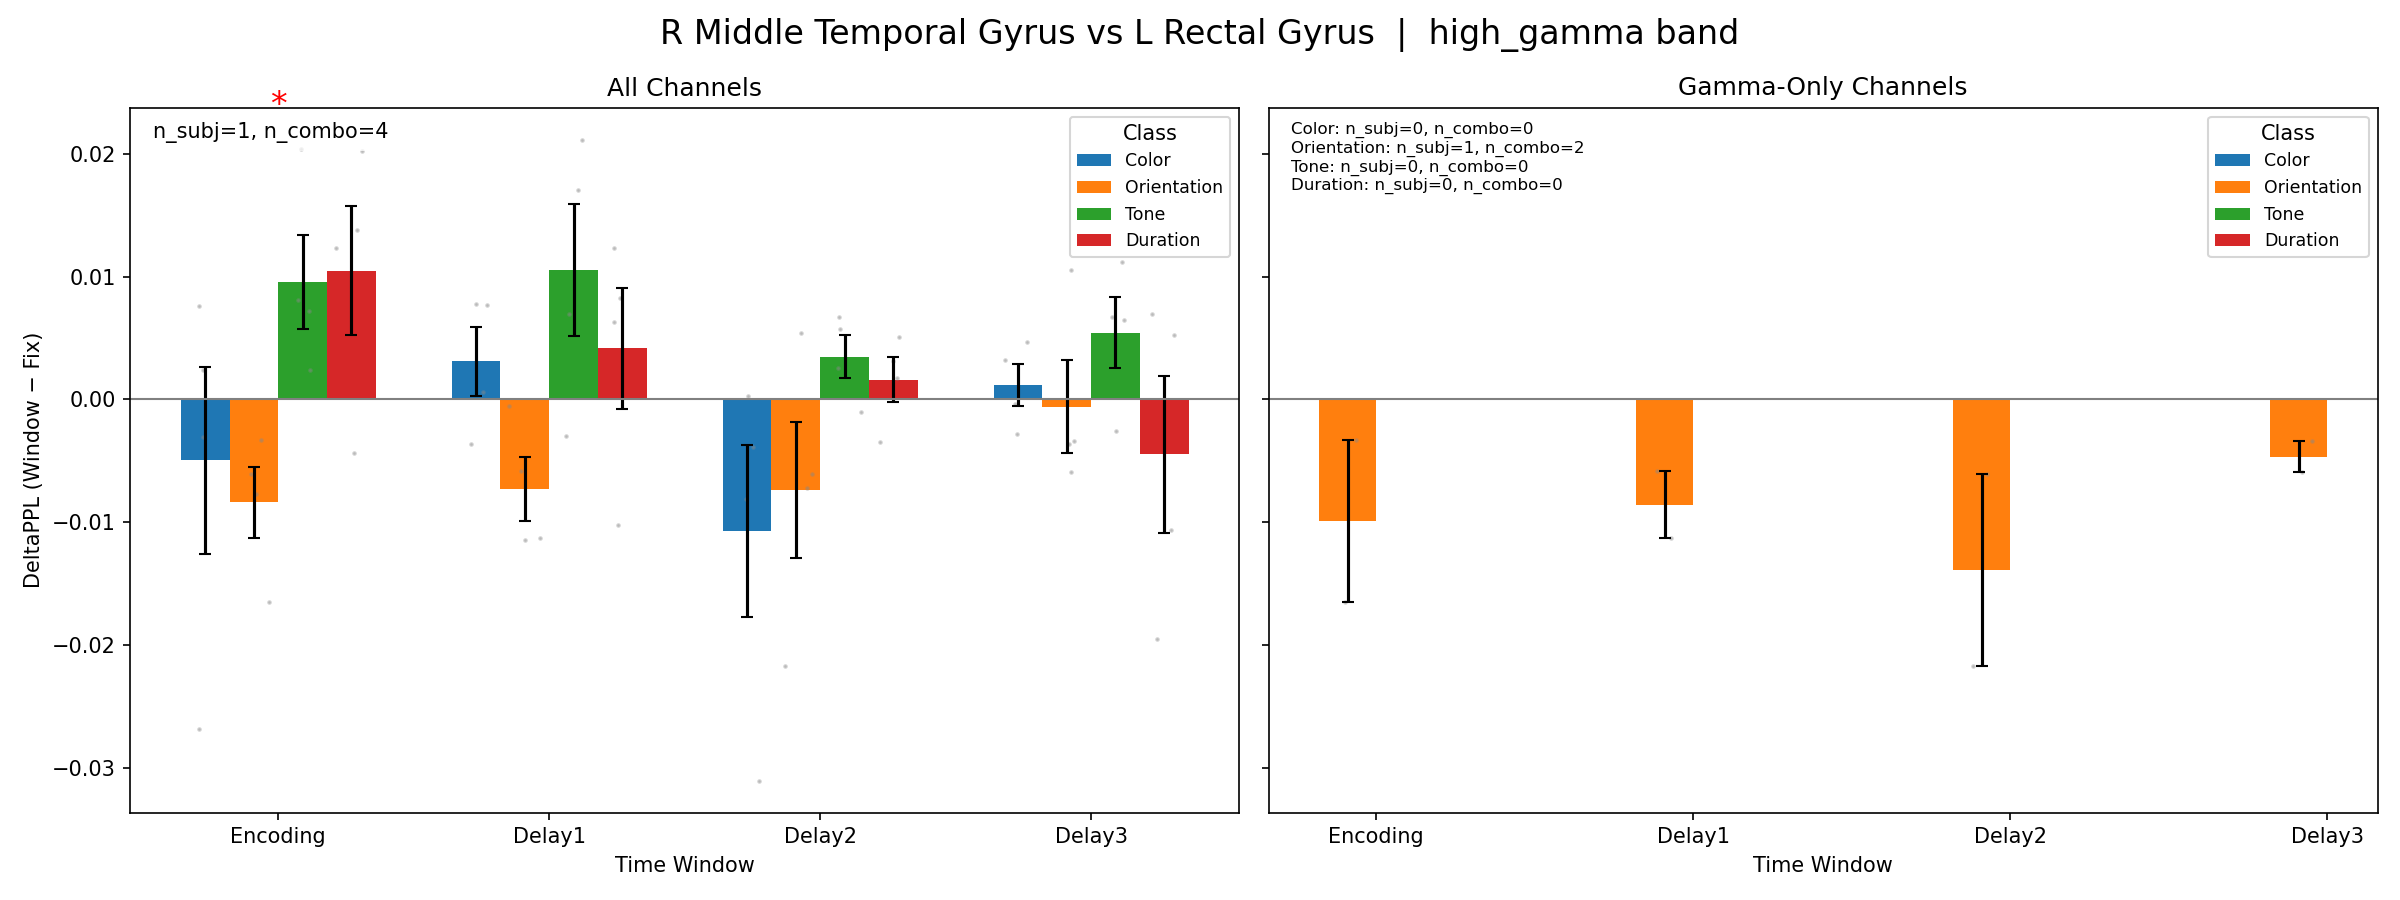 R Middle Temporal Gyrus vs L Rectal Gyrus | high_gamma band
All Channels
*
n_subj=1, n_combo=4
Class
Color
Orientation
Tone
Duration
0.02
0.01
0.00
−0.01
−0.02
−0.03
DeltaPPL (Window − Fix)
Encoding
Delay1
Delay2
Delay3
Time Window
Gamma-Only Channels
Color: n_subj=0, n_combo=0
Orientation: n_subj=1, n_combo=2
Tone: n_subj=0, n_combo=0
Duration: n_subj=0, n_combo=0
Class
Color
Orientation
Tone
Duration
Encoding
Delay1
Delay2
Delay3
Time Window